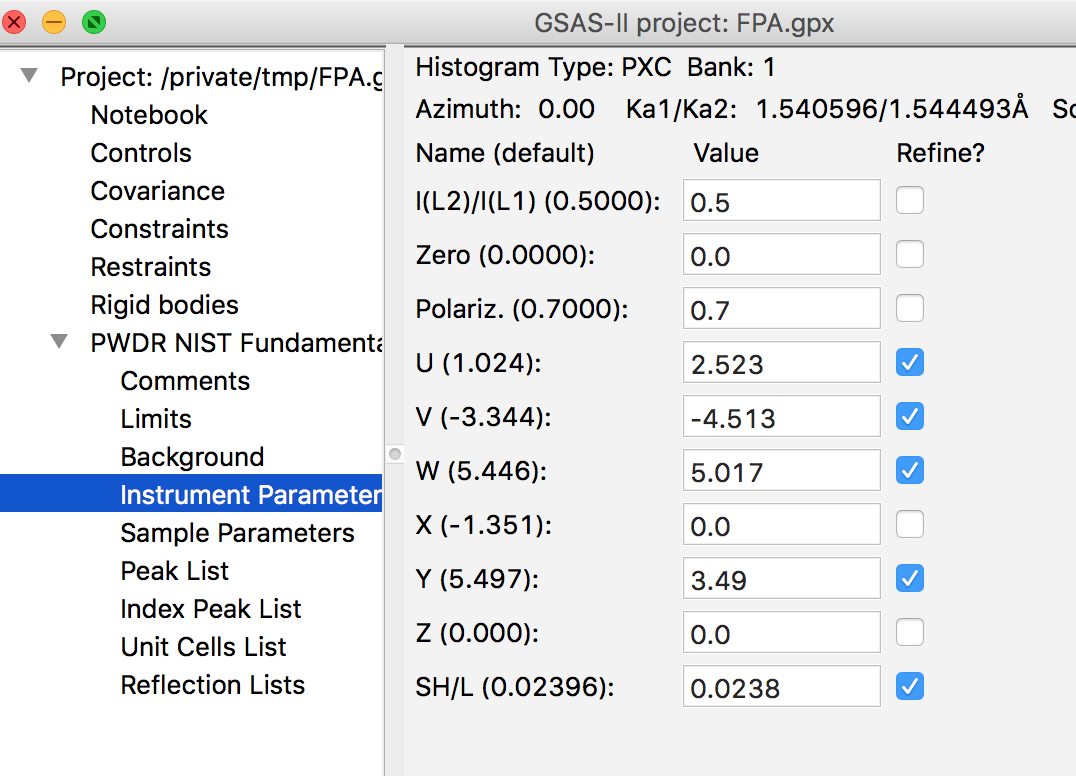 GSAS-II project: FPA.gpx
Project: /private/tmp/FPA.g
Notebook
Controls
Covariance
Constraints
Restraints
Rigid bodies
PWDR NIST Fundamenta
Comments
Limits
Background
Instrument Parameter
Sample Parameters
Peak List
Index Peak List
Unit Cells List
Reflection Lists
Histogram Type: PXC Bank: 1
Azimuth: 0.00 Ka1/Ka2: 1.540596/1.544493Å So
Name (default) Value Refine?
I(L2)/I(L1) (0.5000): 0.5
Zero (0.0000): 0.0
Polariz. (0.7000): 0.7
U (1.024): 2.523
V (-3.344): -4.513
W (5.446): 5.017
X (-1.351): 0.0
Y (5.497): 3.49
Z (0.000): 0.0
SH/L (0.02396): 0.0238